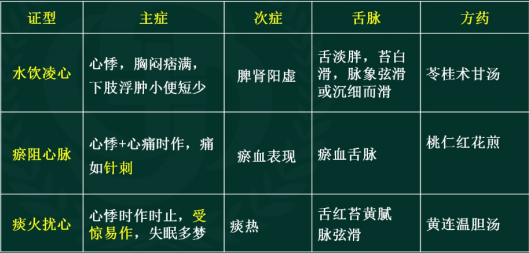 证型 主症 次症 舌脉 方药
水饮凌心 心悸，胸闷痞满，下肢浮肿小便短少 脾肾阳虚 舌淡胖，苔白滑，脉象弦滑或沉细而滑 苓桂术甘汤
瘀阻心脉 心悸+心痛时作，痛如针刺 瘀血表现 瘀血舌脉 桃仁红花煎
痰火扰心 心悸时作时止，受惊易作，失眠多梦 痰热 舌红苔黄腻脉弦滑 黄连温胆汤